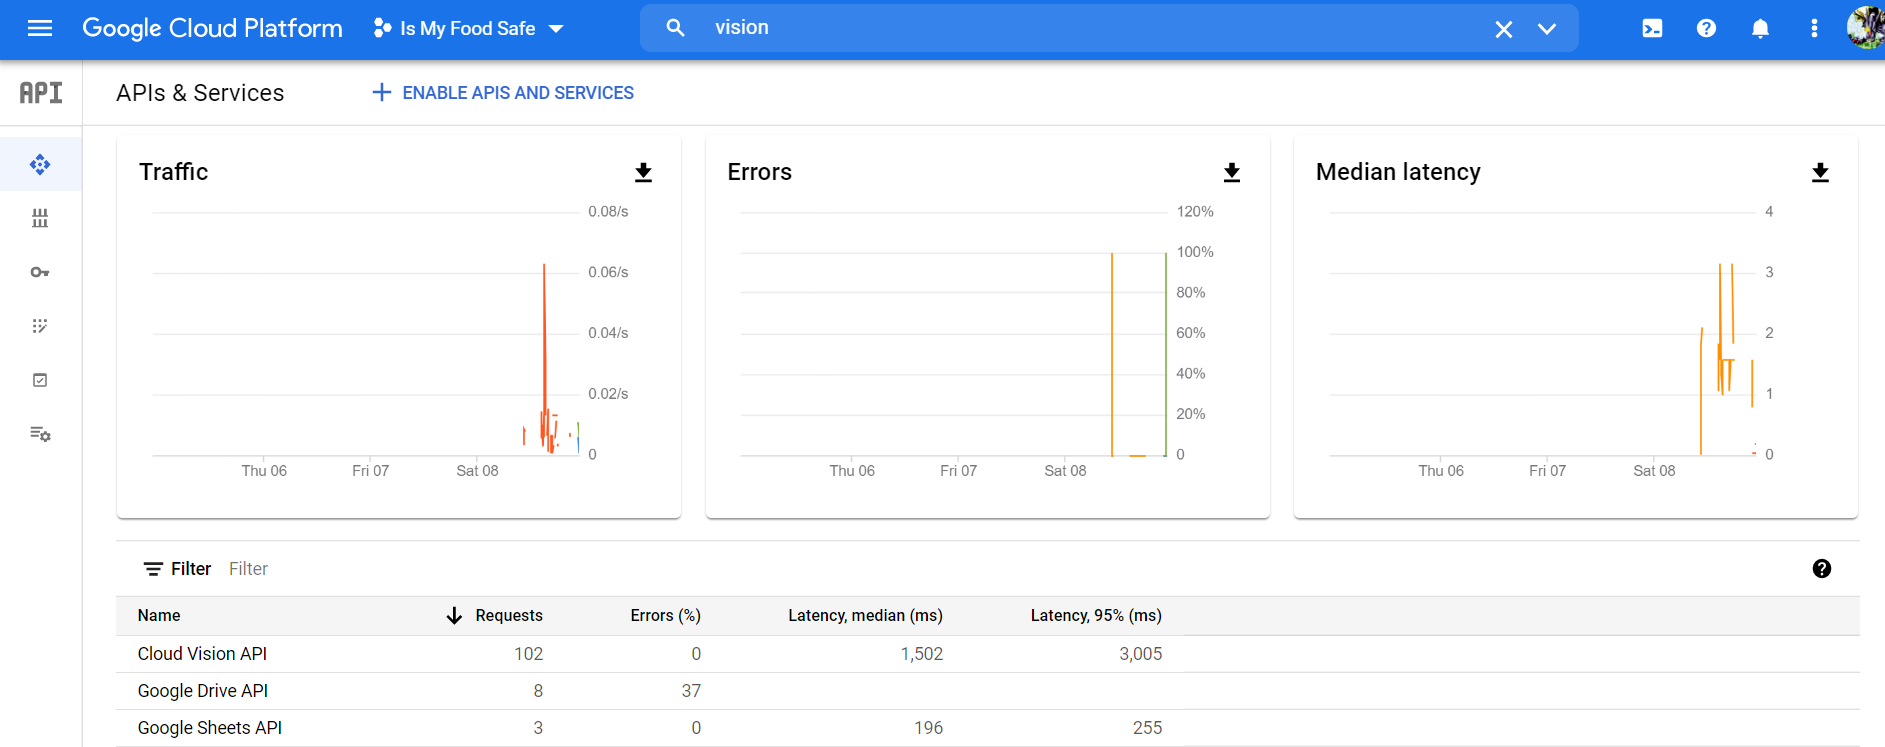 Google Cloud Platform Is My Food Safe vision
API APIs & Services ENABLE APIS AND SERVICES
Traffic
0.08/s
0.06/s
0.04/s
0.02/s
0
Thu 06 Fri 07 Sat 08
Errors
120%
100%
80%
60%
40%
20%
0
Thu 06 Fri 07 Sat 08
Median latency
4
3
2
1
0
Thu 06 Fri 07 Sat 08
Filter Filter
Name Requests Errors (%) Latency, median (ms) Latency, 95% (ms)
Cloud Vision API 102 0 1,502 3,005
Google Drive API 8 37
Google Sheets API 3 0 196 255